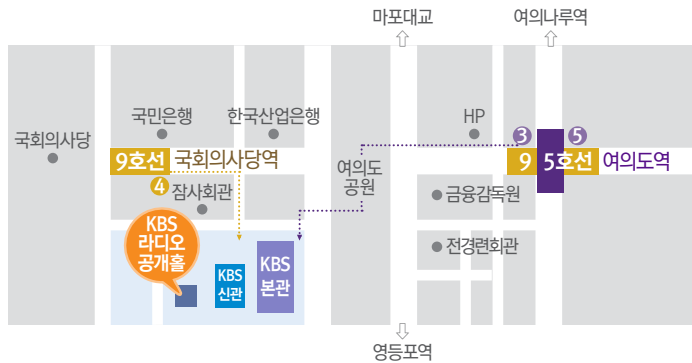 마포대교
여의나루역
국민은행
한국산업은행
HP
국회의사당
9호선
국회의사당역
3
5
9
5호선
여의도역
여의도
공원
4
잠사회관
금융감독원
KBS
라디오
공개홀
KBS
신관
KBS
본관
전경련회관
영등포역